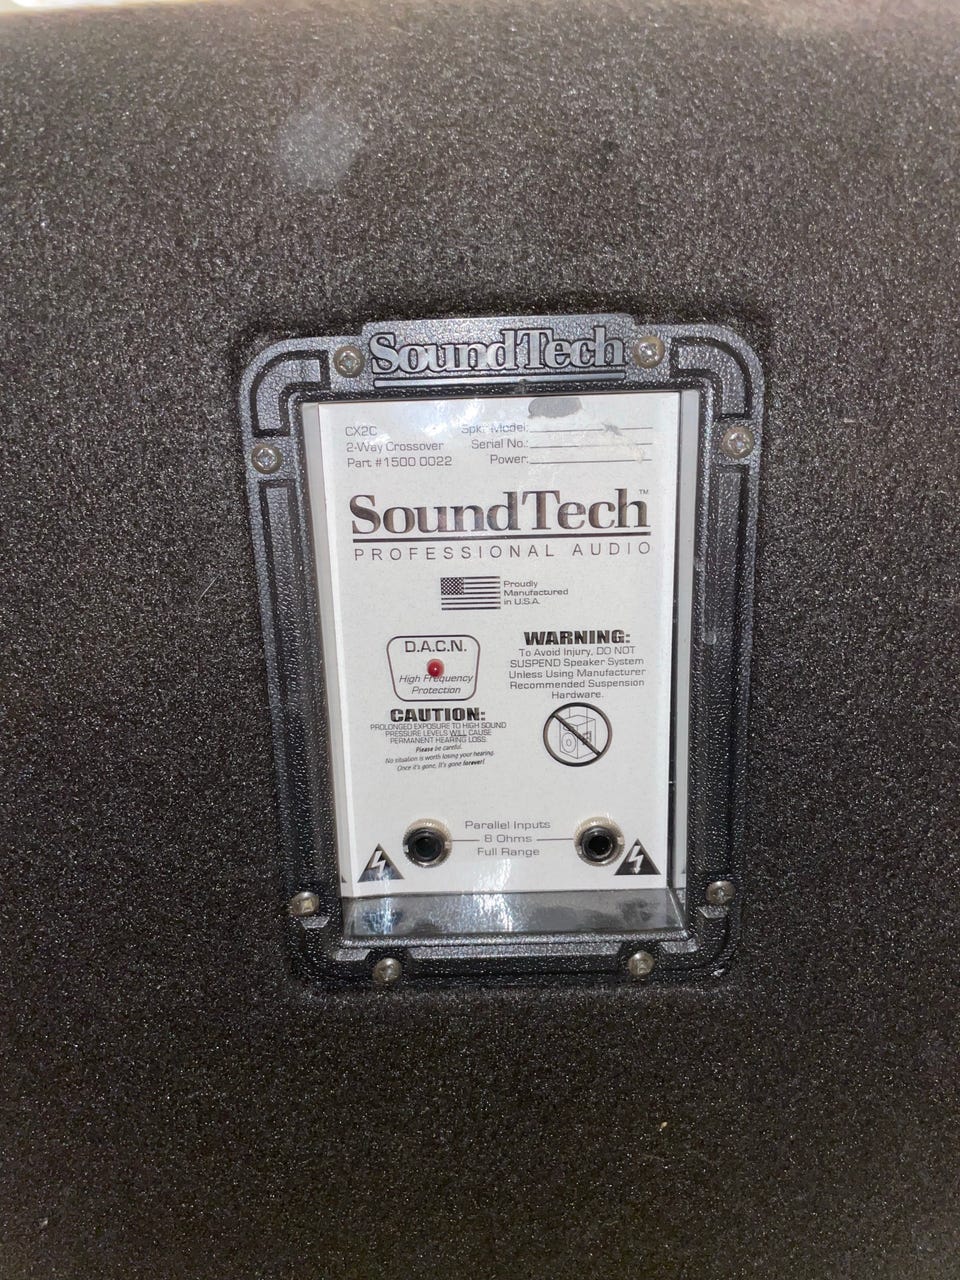 SoundTech
CX2C
2-Way Crossover
Part #1500 0022
Spkr Model:
Serial No.:
Power:
SoundTech™
PROFESSIONAL AUDIO
Proudly
Manufactured
in U.S.A.
D.A.C.N.
High Frequency
Protection
CAUTION:
PROLONGED EXPOSURE TO HIGH SOUND
PRESSURE LEVELS WILL CAUSE
PERMANENT HEARING LOSS.
Please be careful.
No situation is worth losing your hearing.
Once it's gone, it's gone forever!
WARNING:
To Avoid Injury, DO NOT
SUSPEND Speaker System
Unless Using Manufacturer
Recommended Suspension
Hardware.
Parallel Inputs
8 Ohms
Full Range